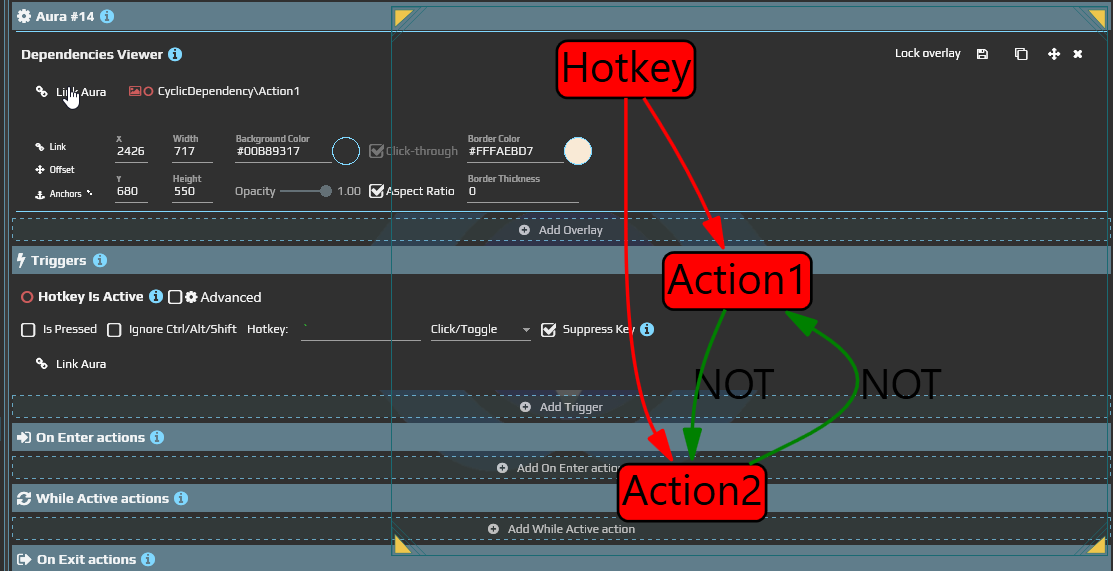 Aura #14
Dependencies Viewer
Lock overlay
Link Aura
CyclicDependency\Action1
Link
X
2426
Width
717
Background Color
#00B89317
Click-through
Border Color
#FFFAEBD7
Offset
Anchors
Y
680
Height
550
Opacity
1.00
Aspect Ratio
Border Thickness
0
Add Overlay
Triggers
Hotkey Is Active
Advanced
Is Pressed
Ignore Ctrl/Alt/Shift
Hotkey:
`
Click/Toggle
Suppress Key
Link Aura
Add Trigger
On Enter actions
Add On Enter action
While Active actions
Add While Active action
On Exit actions
Hotkey
Action1
NOT
NOT
Action2